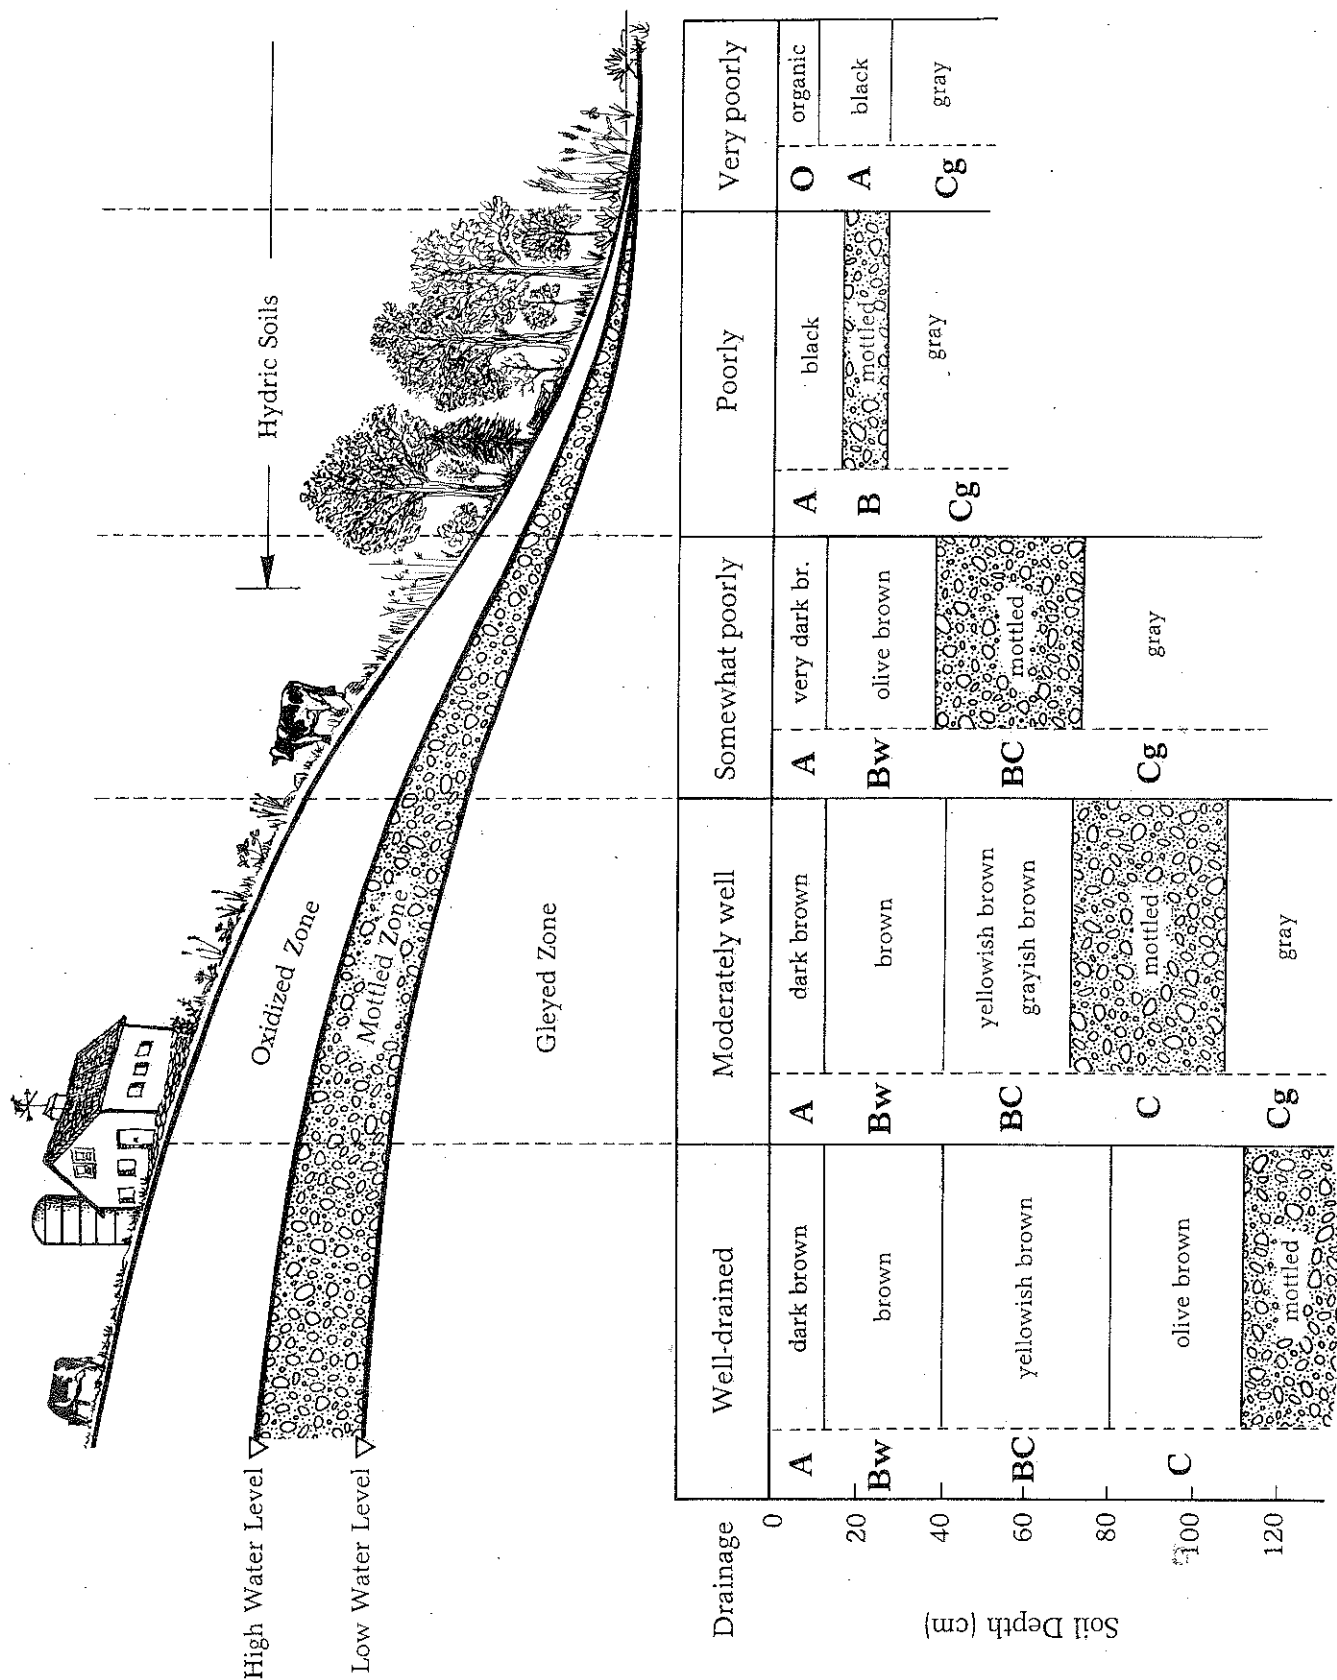 Hydric Soils
Oxidized Zone
Mottled Zone
Gleyed Zone
High Water Level
Low Water Level
Drainage
Well-drained
Moderately well
Somewhat poorly
Poorly
Very poorly
Soil Depth (cm)
0
20
40
60
80
100
120
A
dark brown
Bw
brown
BC
yellowish brown
C
olive brown
mottled
A
dark brown
Bw
brown
BC
yellowish brown
grayish brown
C
mottled
Cg
gray
A
very dark br.
Bw
olive brown
BC
mottled
Cg
gray
A
black
B
mottled
Cg
gray
O
organic
A
black
Cg
gray